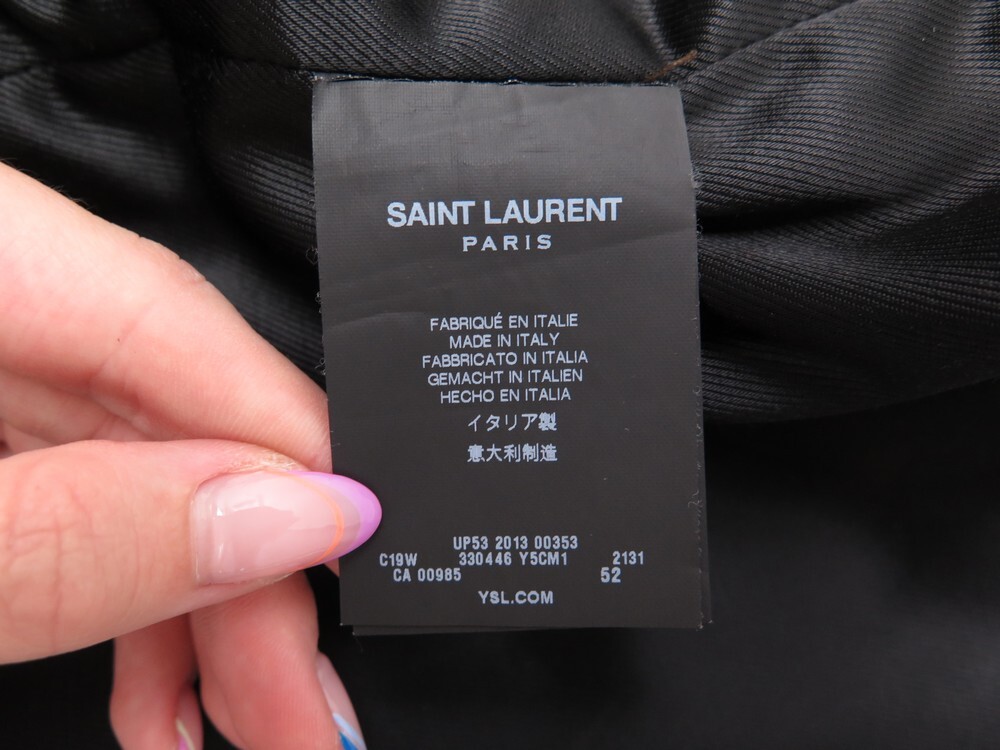 SAINT LAURENT
PARIS
FABRIQUÉ EN ITALIE
MADE IN ITALY
FABBRICATO IN ITALIA
GEMACHT IN ITALIEN
HECHO EN ITALIA
イタリア製
意大利制造
UP53 2013 00353
C19W 330446 Y5CM1 2131
CA 00985 52
YSL.COM